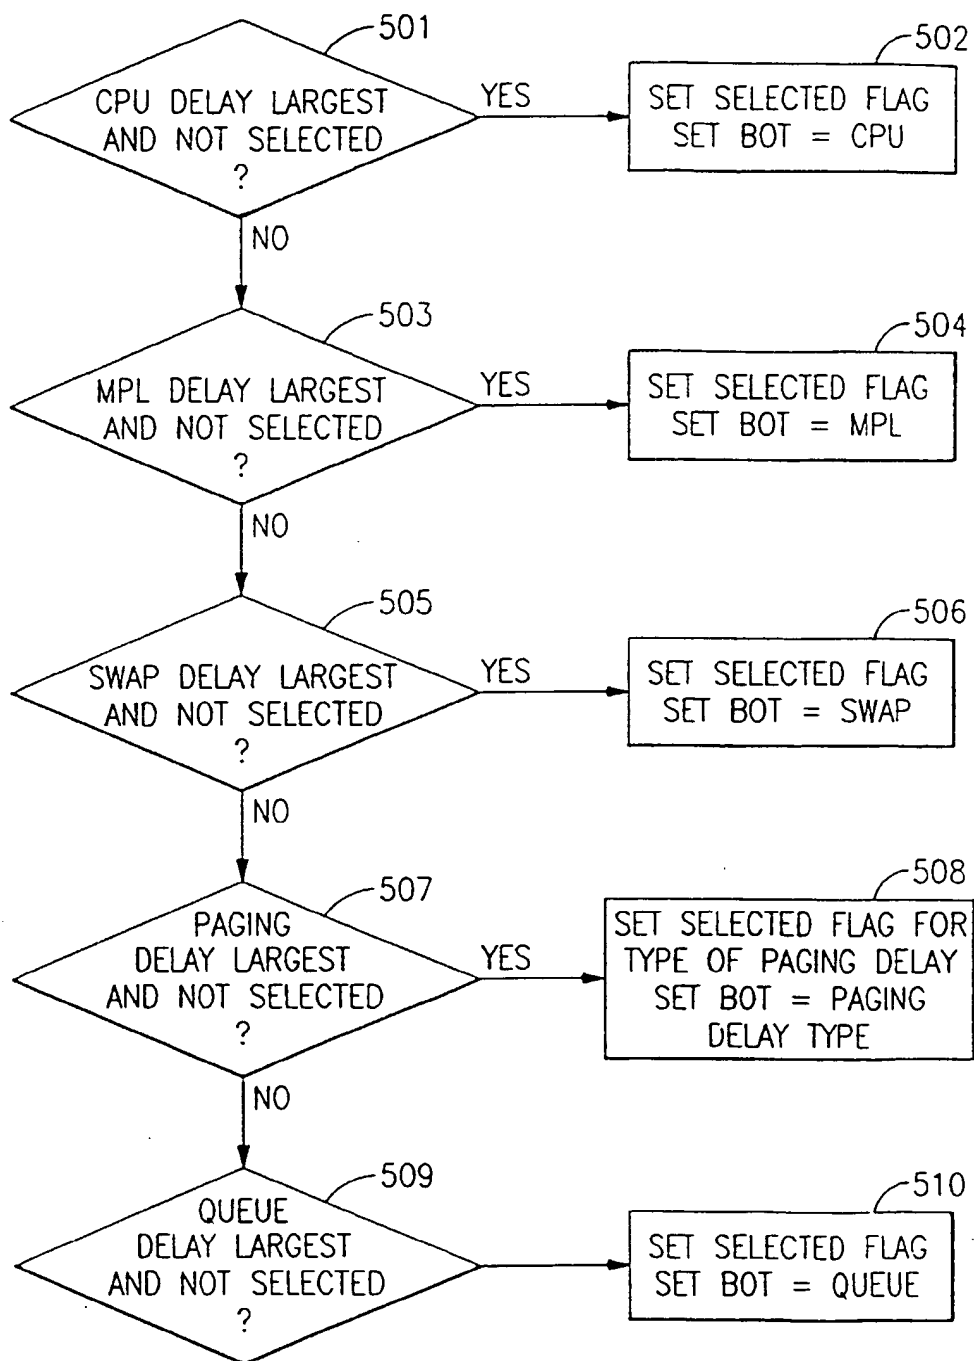 501
CPU DELAY LARGEST
AND NOT SELECTED
?
YES
502
SET SELECTED FLAG
SET BOT = CPU
NO
503
MPL DELAY LARGEST
AND NOT SELECTED
?
YES
504
SET SELECTED FLAG
SET BOT = MPL
NO
505
SWAP DELAY LARGEST
AND NOT SELECTED
?
YES
506
SET SELECTED FLAG
SET BOT = SWAP
NO
507
PAGING
DELAY LARGEST
AND NOT SELECTED
?
YES
508
SET SELECTED FLAG FOR
TYPE OF PAGING DELAY
SET BOT = PAGING
DELAY TYPE
NO
509
QUEUE
DELAY LARGEST
AND NOT SELECTED
?
510
SET SELECTED FLAG
SET BOT = QUEUE